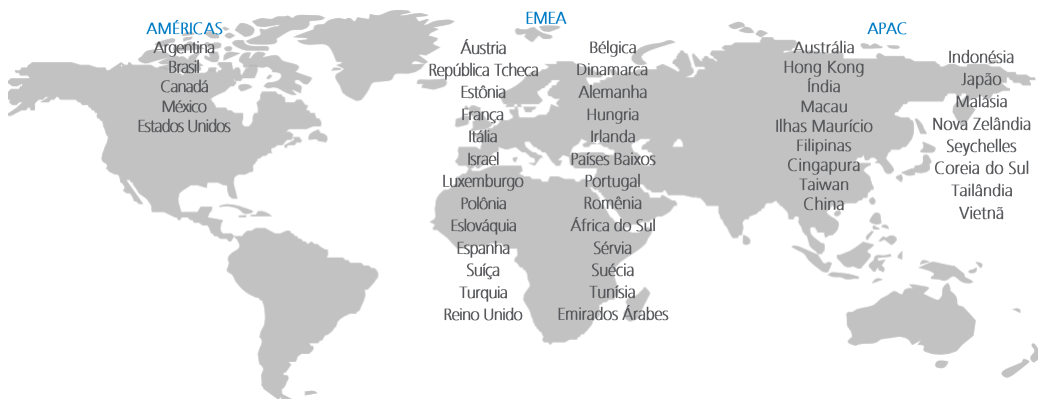 AMÉRICAS
Argentina
Brasil
Canadá
México
Estados Unidos
EMEA
Áustria
República Tcheca
Estônia
França
Itália
Israel
Luxemburgo
Polônia
Eslováquia
Espanha
Suíça
Turquia
Reino Unido
Bélgica
Dinamarca
Alemanha
Hungria
Irlanda
Países Baixos
Portugal
Romênia
África do Sul
Sérvia
Suécia
Tunísia
Emirados Árabes
APAC
Austrália
Hong Kong
Índia
Macau
Ilhas Maurício
Filipinas
Cingapura
Taiwan
China
Indonésia
Japão
Malásia
Nova Zelândia
Seychelles
Coreia do Sul
Tailândia
Vietnã